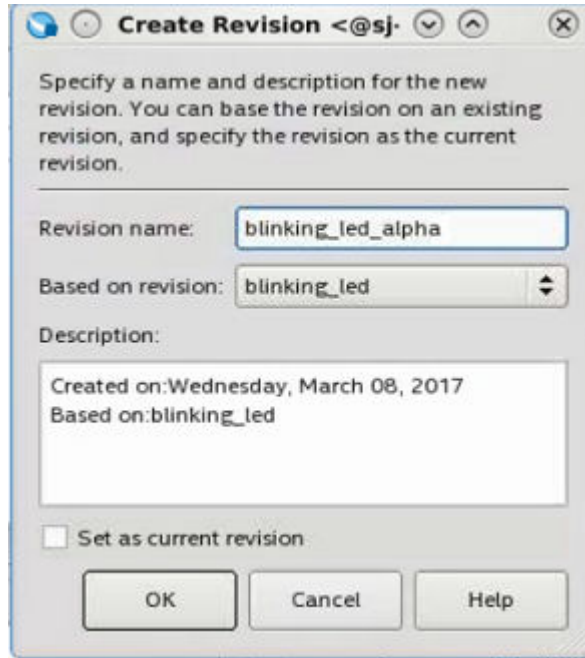 Create Revision <@sj-
Specify a name and description for the new
revision. You can base the revision on an existing
revision, and specify the revision as the current
revision.
Revision name: blinking_led_alpha
Based on revision: blinking_led
Description:
Created on:Wednesday, March 08, 2017
Based on:blinking_led
Set as current revision
OK Cancel Help